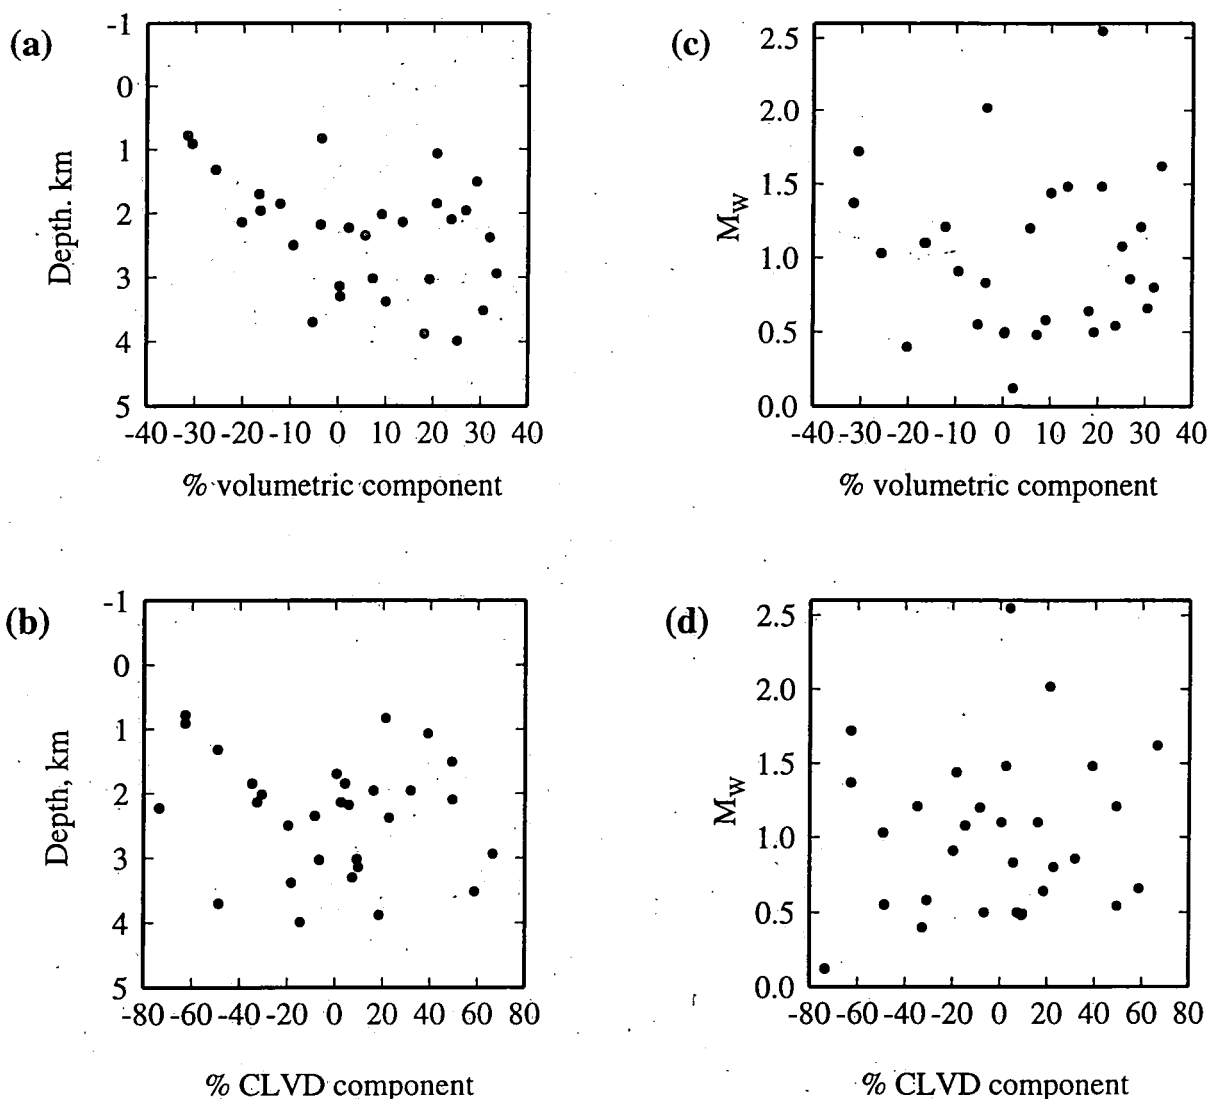 (a)
-1
0
1
2
3
4
5
Depth. km
-40 -30 -20 -10 0 10 20 30 40
% volumetric component
(c)
2.5
2.0
1.5
1.0
0.5
0.0
MW
-40 -30 -20 -10 0 10 20 30 40
% volumetric component
(b)
-1
0
1
2
3
4
5
Depth, km
-80 -60 -40 -20 0 20 40 60 80
% CLVD component
(d)
2.5
2.0
1.5
1.0
0.5
0.0
MW
-80 -60 -40 -20 0 20 40 60 80
% CLVD component